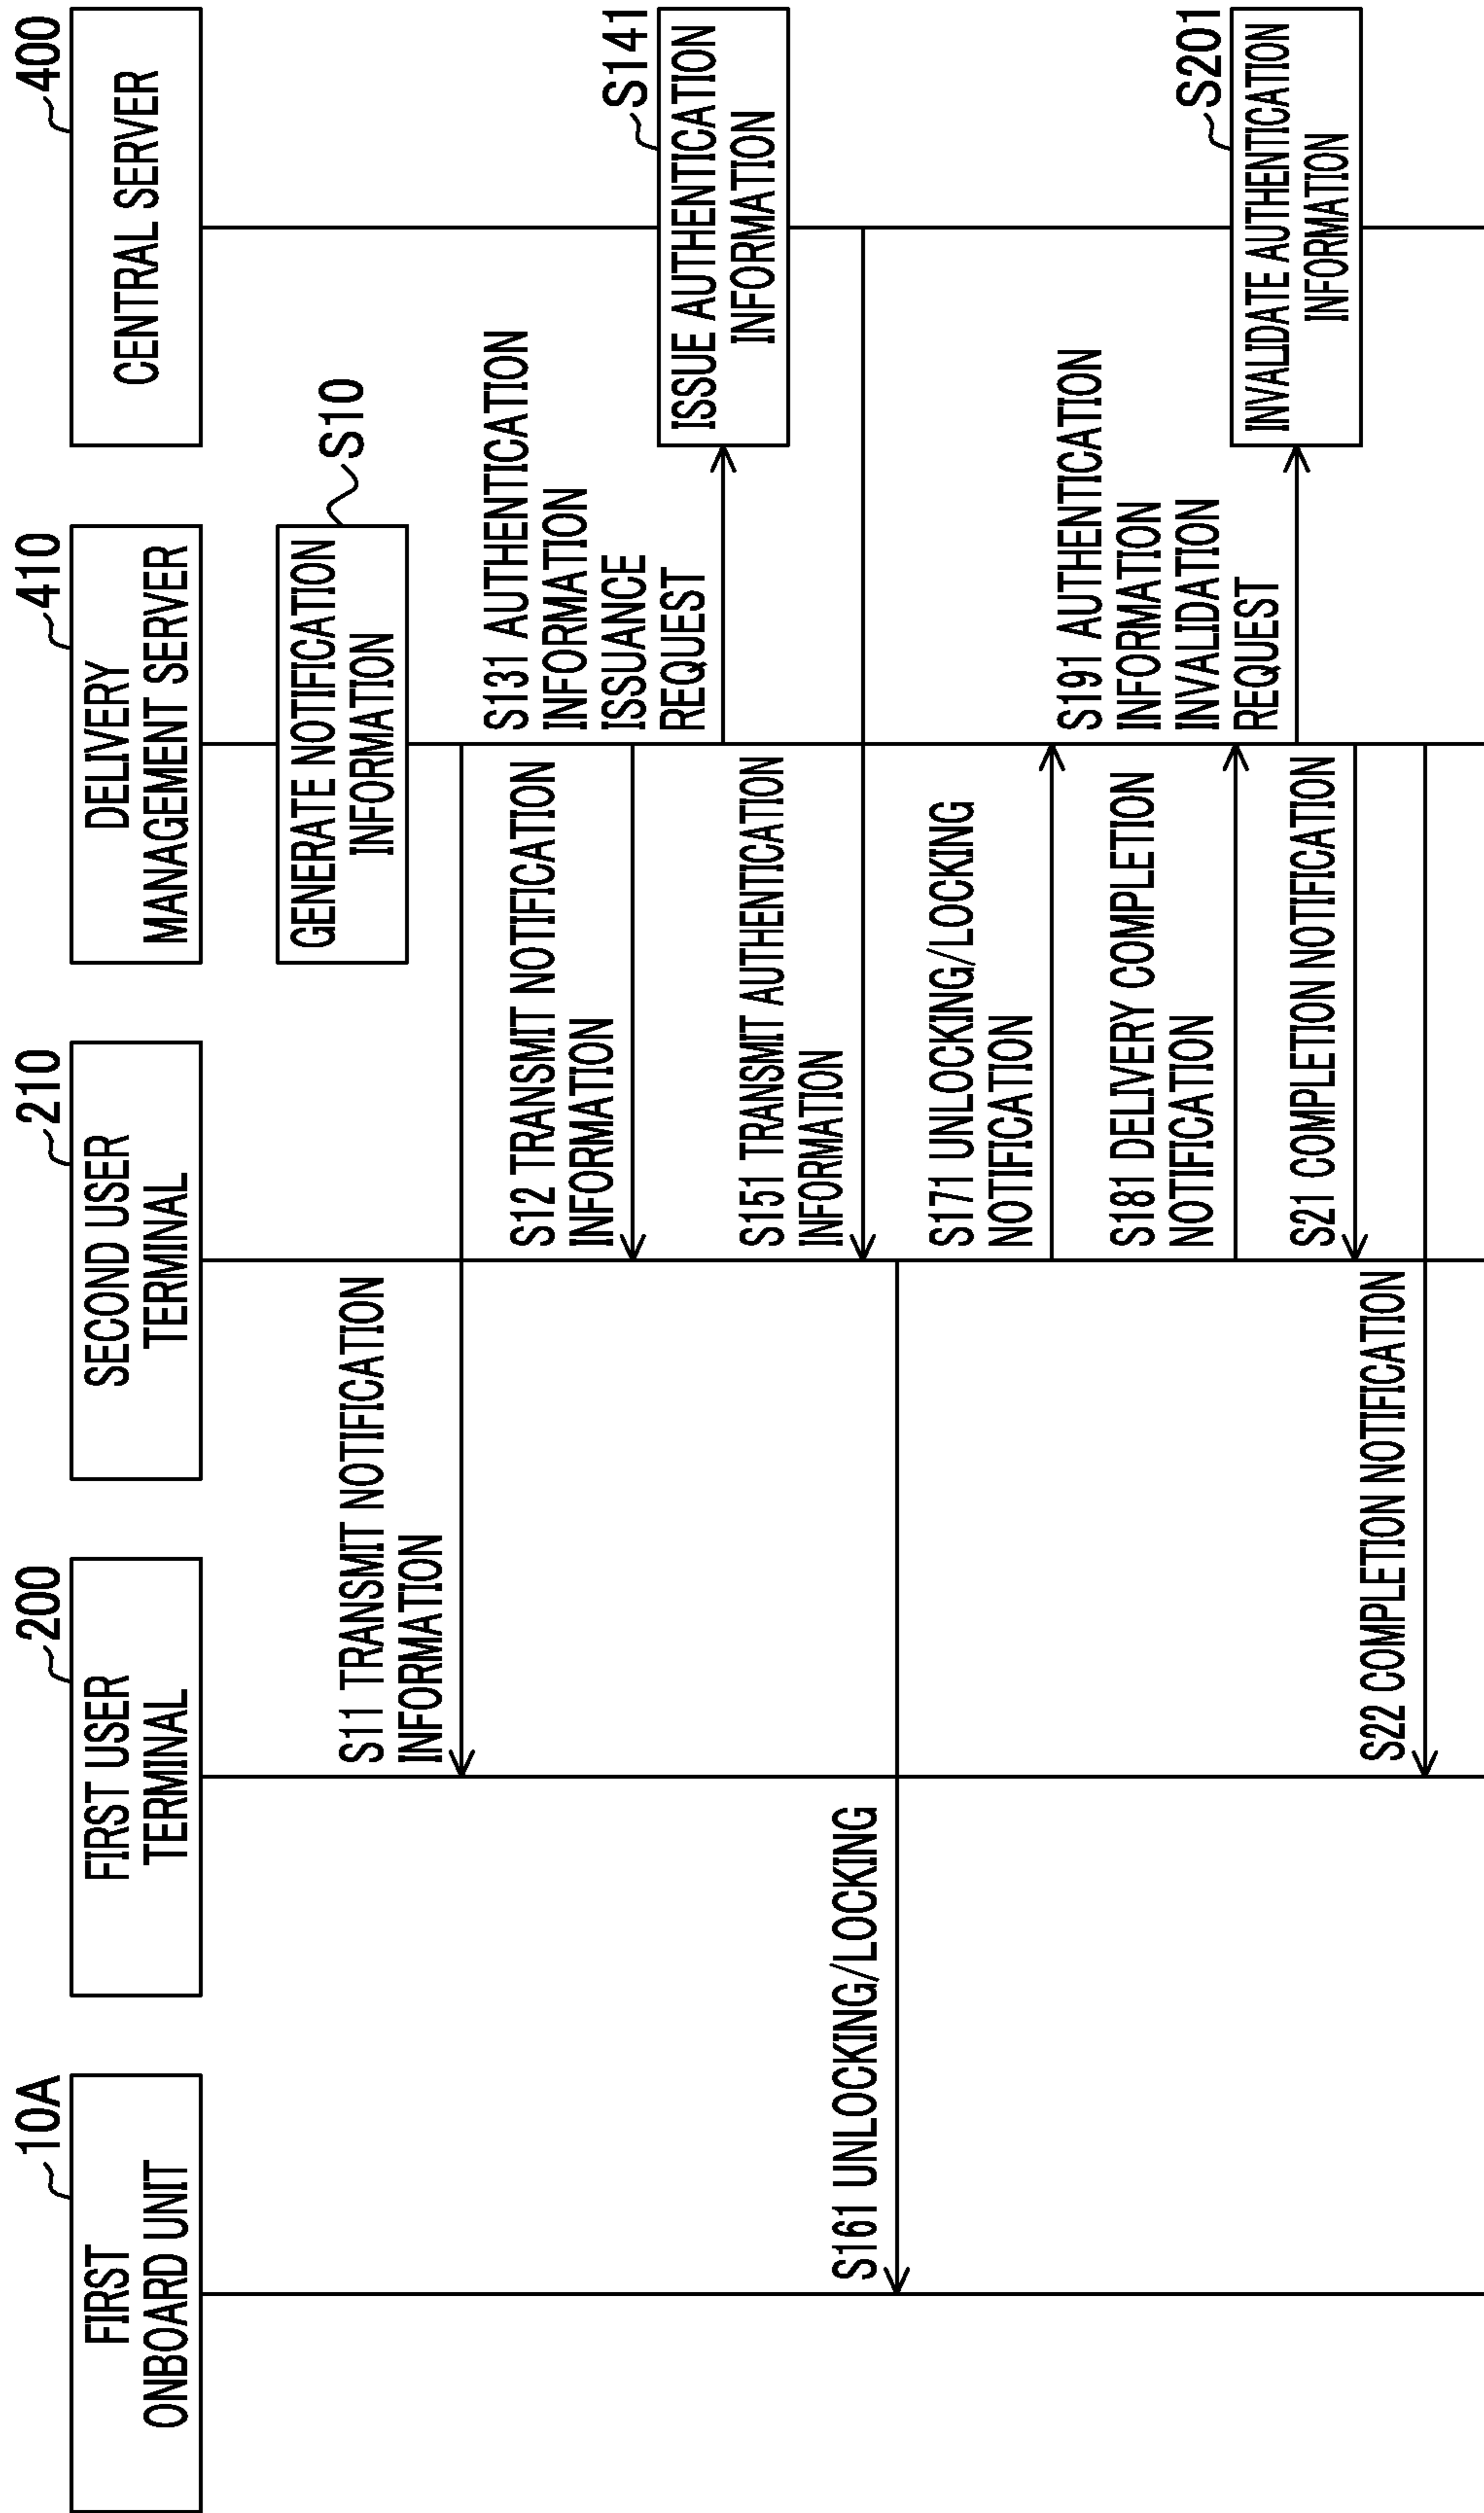 10A
FIRST
ONBOARD UNIT
200
FIRST USER
TERMINAL
210
SECOND USER
TERMINAL
410
DELIVERY
MANAGEMENT SERVER
400
CENTRAL SERVER
GENERATE NOTIFICATION
INFORMATION
S10
S11 TRANSMIT NOTIFICATION
INFORMATION
S12 TRANSMIT NOTIFICATION
INFORMATION
S131 AUTHENTICATION
INFORMATION
ISSUANCE
REQUEST
S141
ISSUE AUTHENTICATION
INFORMATION
S151 TRANSMIT AUTHENTICATION
INFORMATION
S161 UNLOCKING/LOCKING
S171 UNLOCKING/LOCKING
NOTIFICATION
S181 DELIVERY COMPLETION
NOTIFICATION
S191 AUTHENTICATION
INFORMATION
INVALIDATION
REQUEST
S201
INVALIDATE AUTHENTICATION
INFORMATION
S21 COMPLETION NOTIFICATION
S22 COMPLETION NOTIFICATION